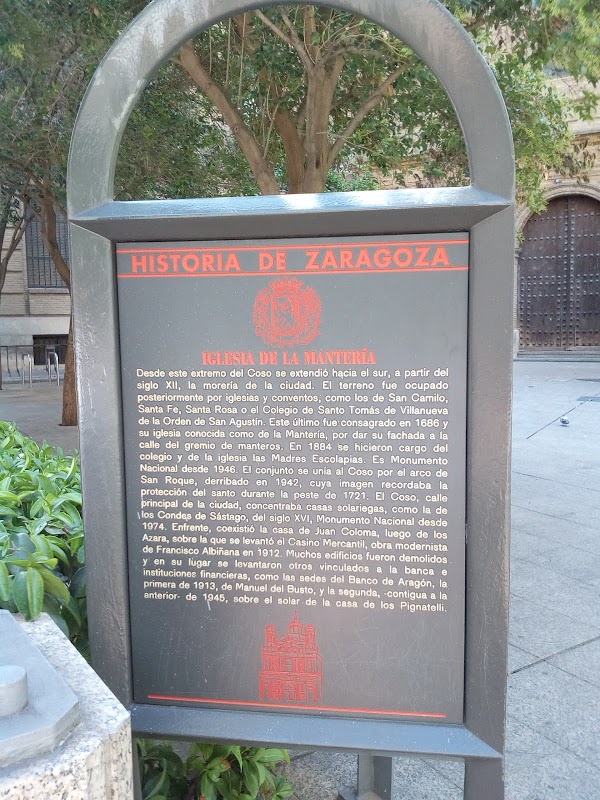 HISTORIA DE ZARAGOZA
IGLESIA DE LA MANTERÍA
Desde este extremo del Coso se extendió hacia el sur, a partir del
siglo XII, la morería de la ciudad. El terreno fue ocupado
posteriormente por iglesias y conventos, como los de San Camilo,
Santa Fe, Santa Rosa o el Colegio de Santo Tomás de Villanueva
de la Orden de San Agustín. Este último fue consagrado en 1686 y
su iglesia conocida como de la Mantería, por dar su fachada a la
calle del gremio de manteros. En 1884 se hicieron cargo del
colegio y de la iglesia las Madres Escolapias. Es Monumento
Nacional desde 1946. El conjunto se unía al Coso por el arco de
San Roque, derribado en 1942, cuya imagen recordaba la
protección del santo durante la peste de 1721. El Coso, calle
principal de la ciudad, concentraba casas solariegas, como la de
los Condes de Sástago, del siglo XVI, Monumento Nacional desde
1974. Enfrente, coexistió la casa de Juan Coloma, luego de los
Azara, sobre la que se levantó el Casino Mercantil, obra modernista
de Francisco Albiñana en 1912. Muchos edificios fueron demolidos
y en su lugar se levantaron otros vinculados a la banca e
instituciones financieras, como las sedes del Banco de Aragón, la
primera de 1913, de Manuel del Busto, y la segunda, -contigua a la
anterior- de 1945, sobre el solar de la casa de los Pignatelli.